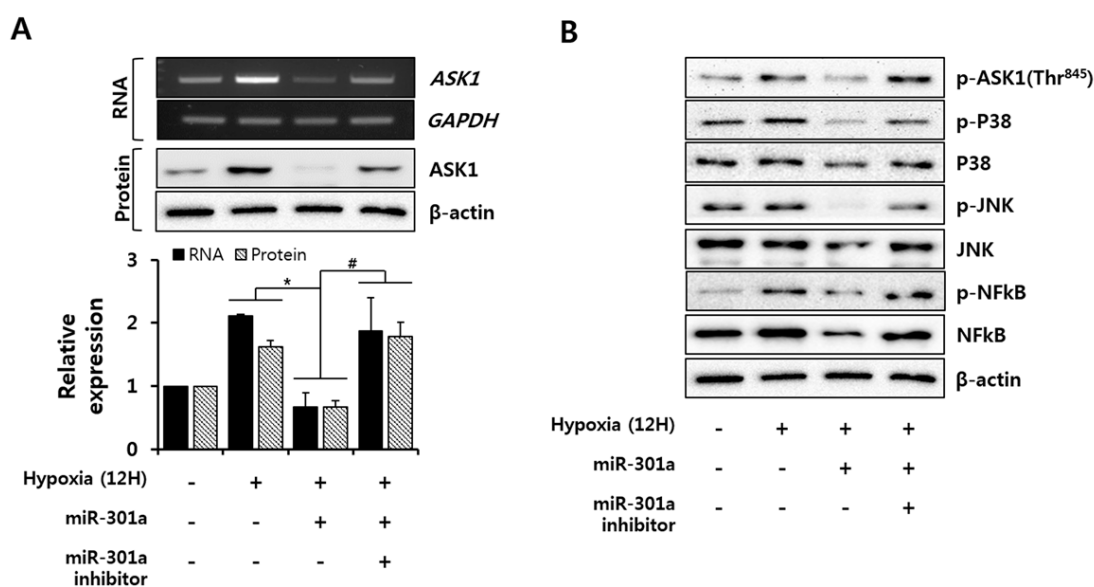 A
RNA
ASK1
GAPDH
Protein
ASK1
β-actin
RNA Protein
Relative
expression
3
2
1
0
*
#
Hypoxia (12H) - + + +
miR-301a - - + +
miR-301a
inhibitor - - - +
B
p-ASK1(Thr⁸⁴⁵)
p-P38
P38
p-JNK
JNK
p-NFkB
NFkB
β-actin
Hypoxia (12H) - + + +
miR-301a - - + +
miR-301a
inhibitor - - - +